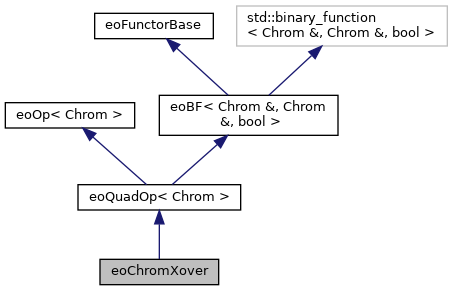 eoFunctorBase
std::binary_function
< Chrom &, Chrom &, bool >
eoOp< Chrom >
eoBF< Chrom &, Chrom
&, bool >
eoQuadOp< Chrom >
eoChromXover